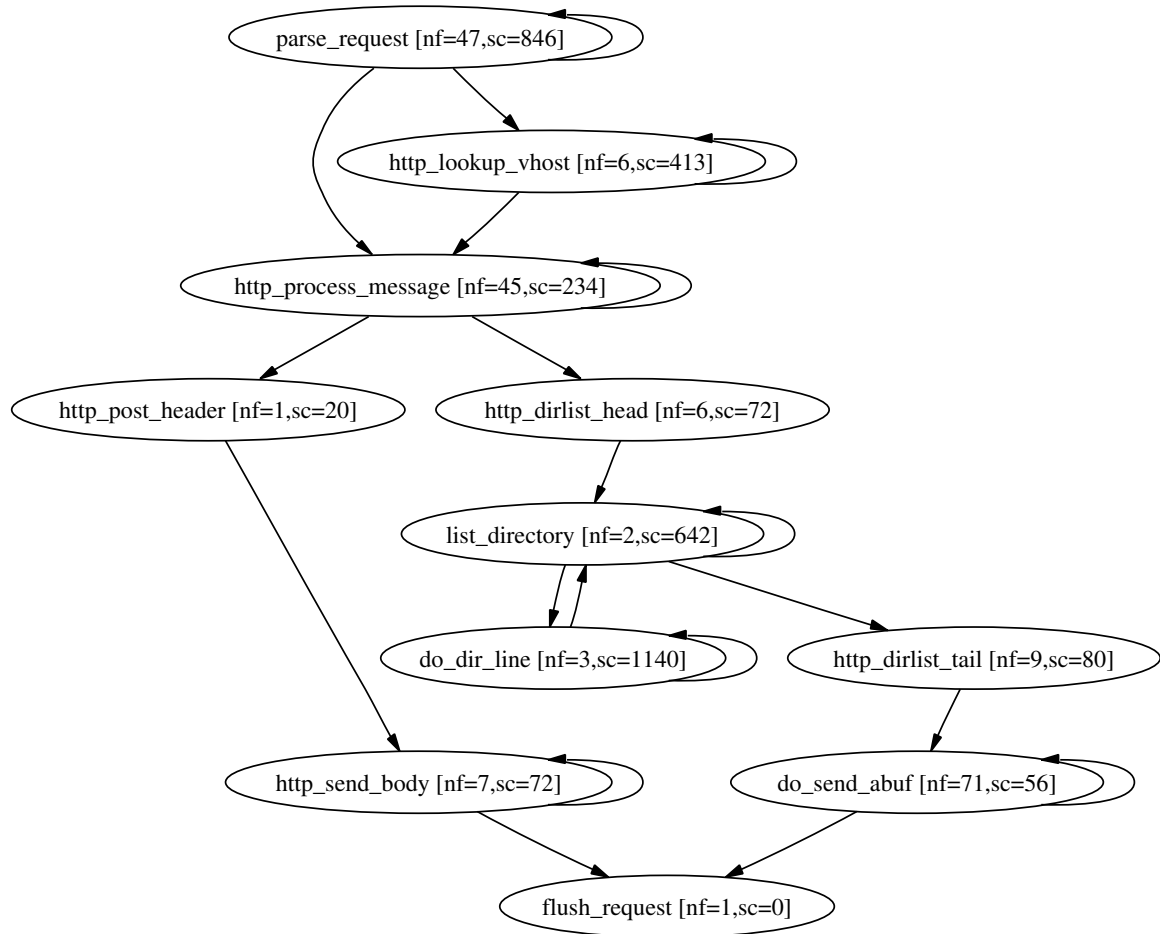 parse_request [nf=47,sc=846]
http_lookup_vhost [nf=6,sc=413]
http_process_message [nf=45,sc=234]
http_post_header [nf=1,sc=20]
http_dirlist_head [nf=6,sc=72]
list_directory [nf=2,sc=642]
do_dir_line [nf=3,sc=1140]
http_dirlist_tail [nf=9,sc=80]
http_send_body [nf=7,sc=72]
do_send_abuf [nf=71,sc=56]
flush_request [nf=1,sc=0]